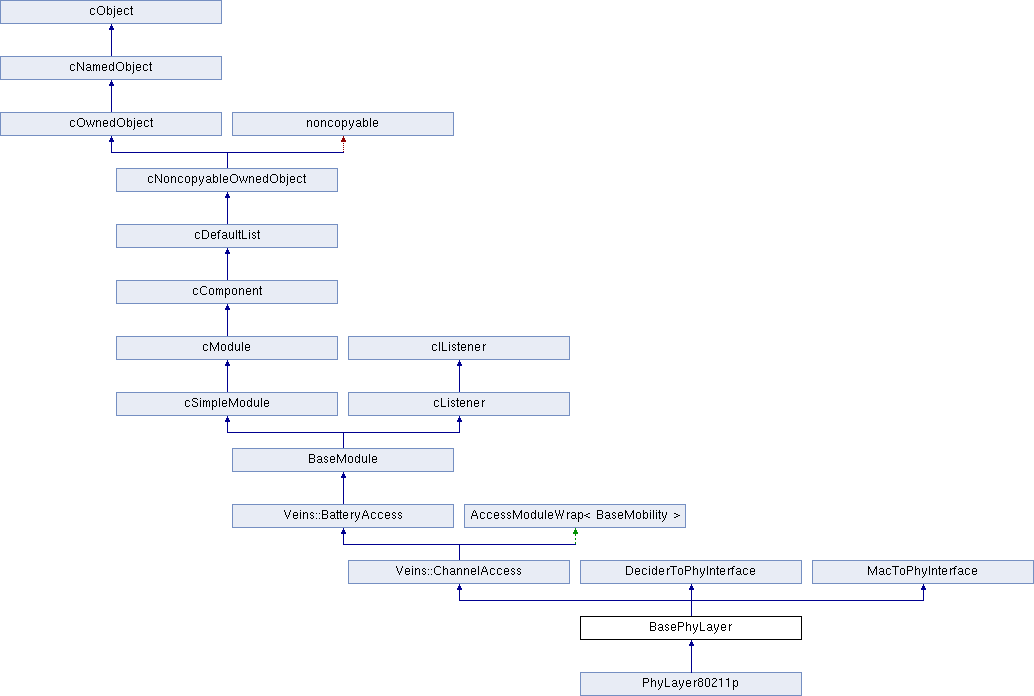 cObject
cNamedObject
cOwnedObject
noncopyable
cNoncopyableOwnedObject
cDefaultList
cComponent
cModule
cIListener
cSimpleModule
cListener
BaseModule
Veins::BatteryAccess
AccessModuleWrap< BaseMobility >
Veins::ChannelAccess
DeciderToPhyInterface
MacToPhyInterface
BasePhyLayer
PhyLayer80211p